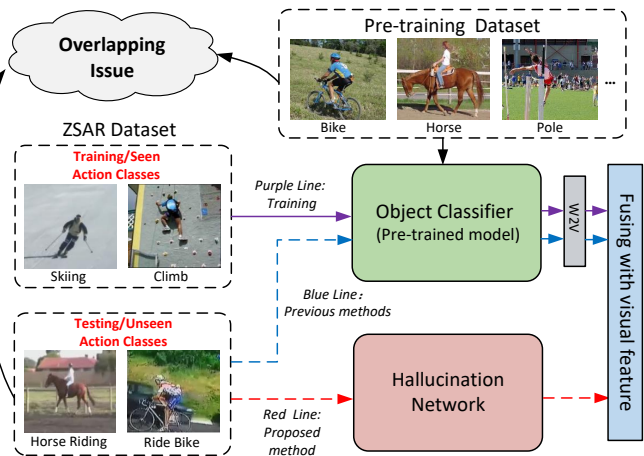 Overlapping
Issue
Pre-training Dataset
Bike
Horse
Pole
...
ZSAR Dataset
Training/Seen
Action Classes
Skiing
Climb
Purple Line:
Training
Object Classifier
(Pre-trained model)
W2V
Fusing with visual feature
Blue Line:
Previous methods
Testing/Unseen
Action Classes
Horse Riding
Ride Bike
Red Line:
Proposed
method
Hallucination
Network